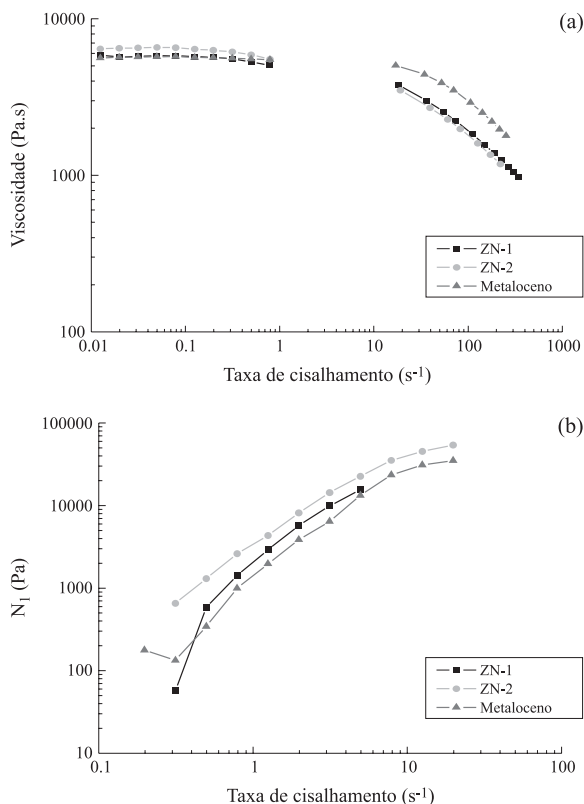 (a)
10000
1000
100
Viscosidade (Pa.s)
ZN-1
ZN-2
Metaloceno
0.01 0.1 1 10 100 1000
Taxa de cisalhamento (s-1)
(b)
100000
10000
1000
100
10
N1 (Pa)
ZN-1
ZN-2
Metaloceno
0.1 1 10 100
Taxa de cisalhamento (s-1)